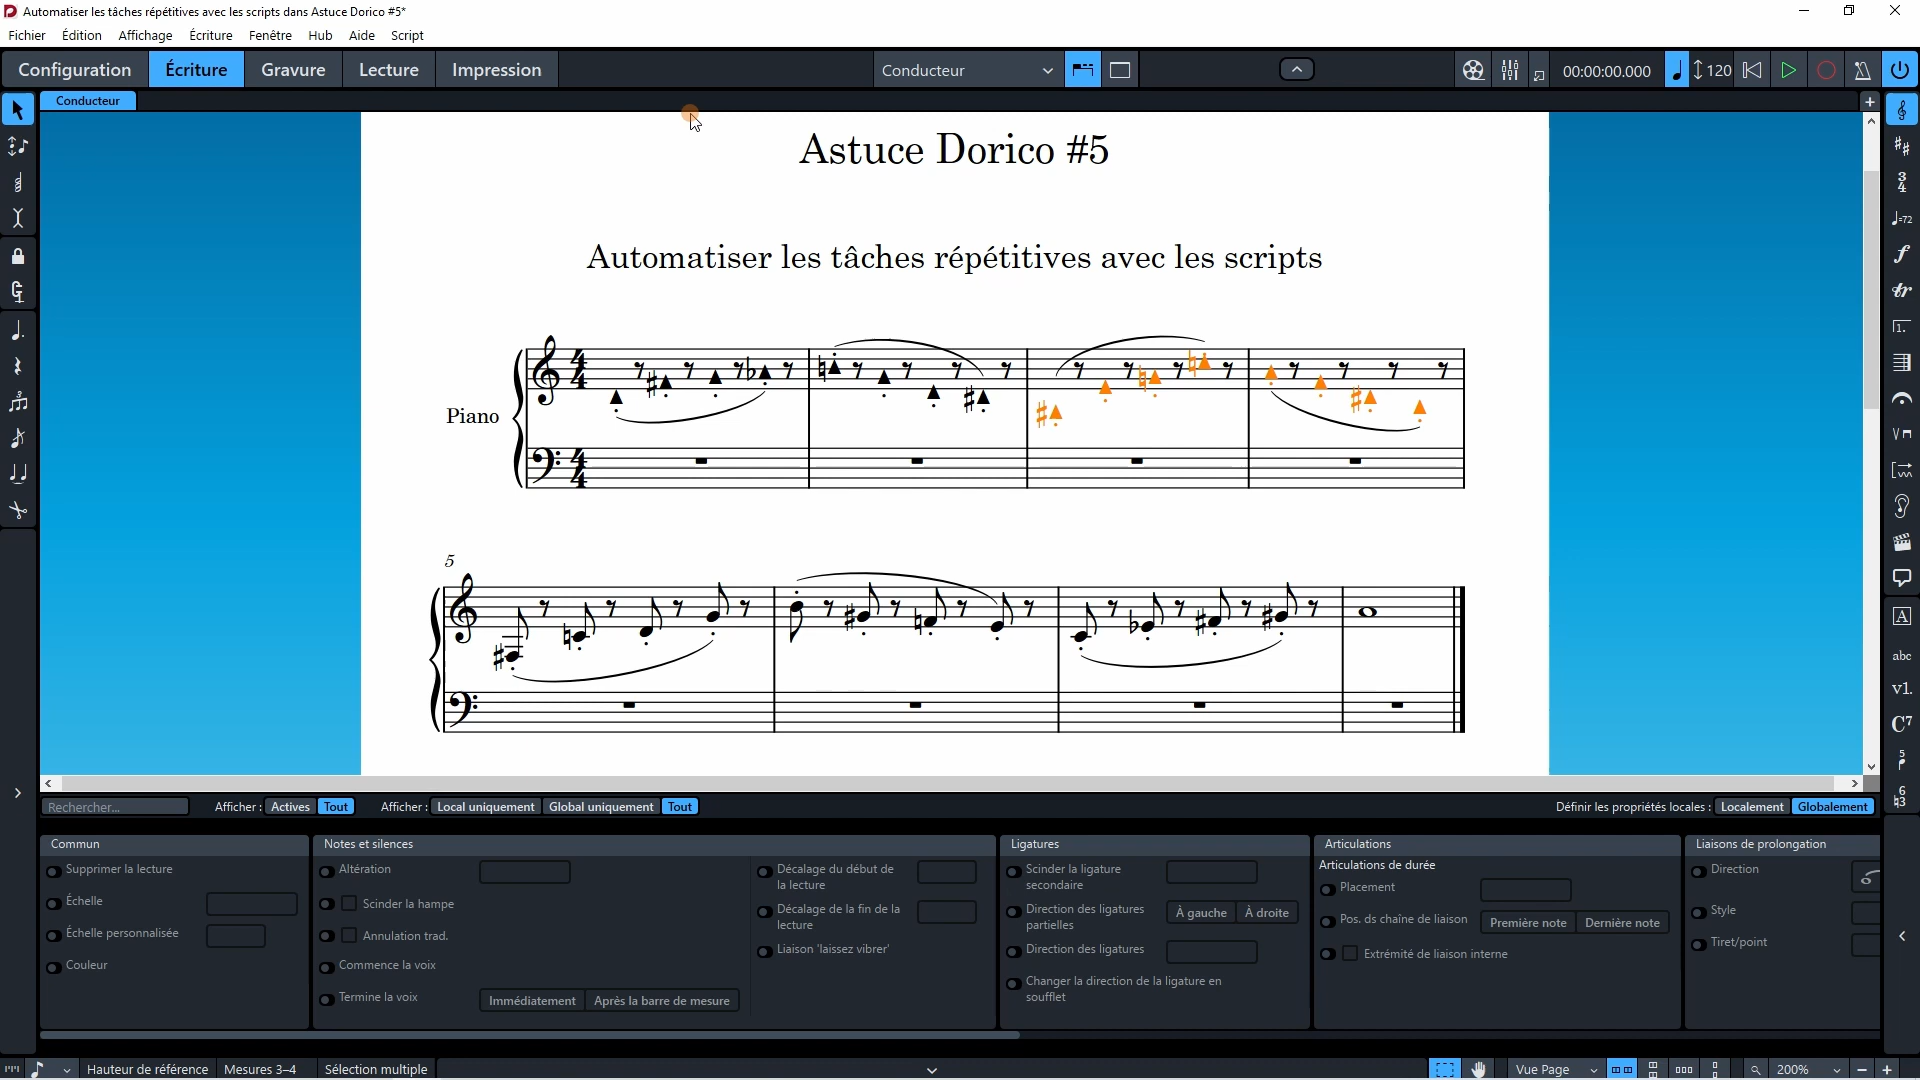 Automatiser les tâches répétitives avec les scripts dans Astuce Dorico #5*
Fichier Édition Affichage Écriture Fenêtre Hub Aide Script
Configuration Écriture Gravure Lecture Impression Conducteur 00:00:00.000 120
Conducteur
Astuce Dorico #5
Automatiser les tâches répétitives avec les scripts
Piano
5
Rechercher... Afficher : Actives Tout Afficher : Local uniquement Global uniquement Tout Définir les propriétés locales : Localement Globalement
Commun
Supprimer la lecture
Échelle
Échelle personnalisée
Couleur
Notes et silences
Altération
Scinder la hampe
Annulation trad.
Commence la voix
Termine la voix Immédiatement Après la barre de mesure
Décalage du début de
la lecture
Décalage de la fin de la
lecture
Liaison 'laissez vibrer'
Ligatures
Scinder la ligature
secondaire
Direction des ligatures
partielles
À gauche À droite
Direction des ligatures
Changer la direction de la ligature en
soufflet
Articulations
Articulations de durée
Placement
Pos. ds chaîne de liaison Première note Dernière note
Extrémité de liaison interne
Liaisons de prolongation
Direction
Style
Tiret/point
Hauteur de référence Mesures 3–4 Sélection multiple Vue Page 200%